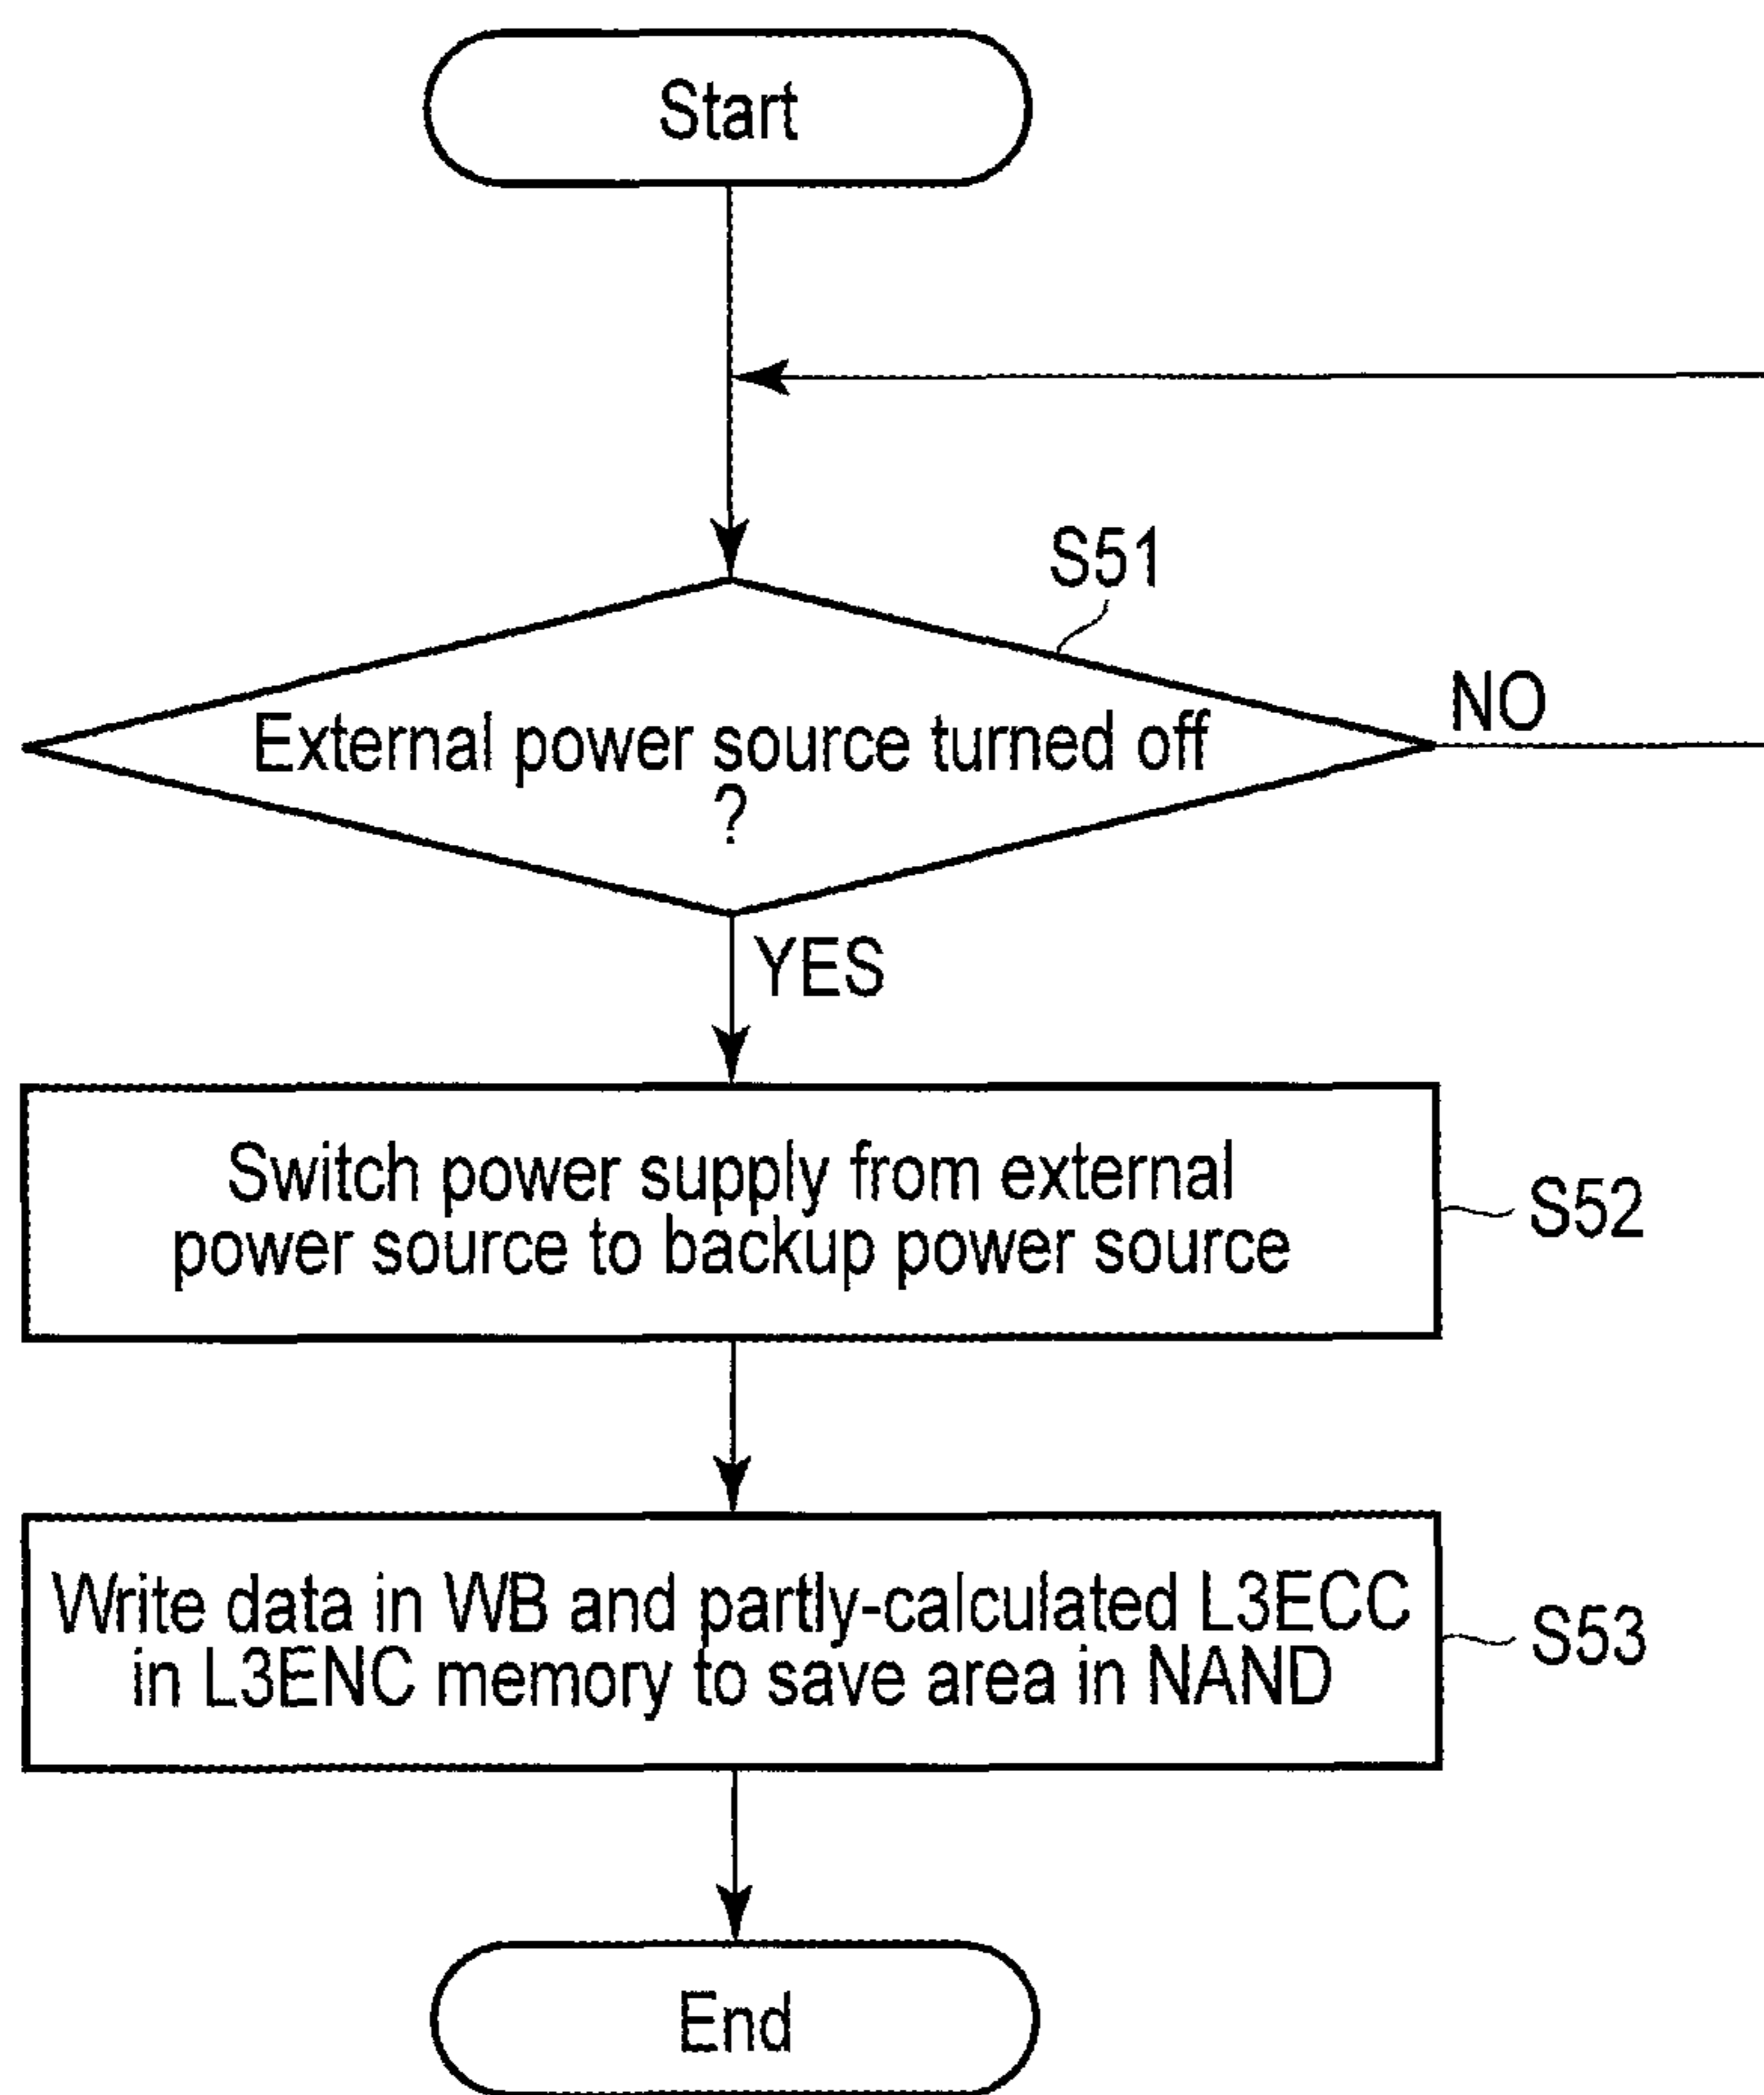 Start
S51
External power source turned off
?
NO
YES
Switch power supply from external
power source to backup power source
S52
Write data in WB and partly-calculated L3ECC
in L3ENC memory to save area in NAND
S53
End